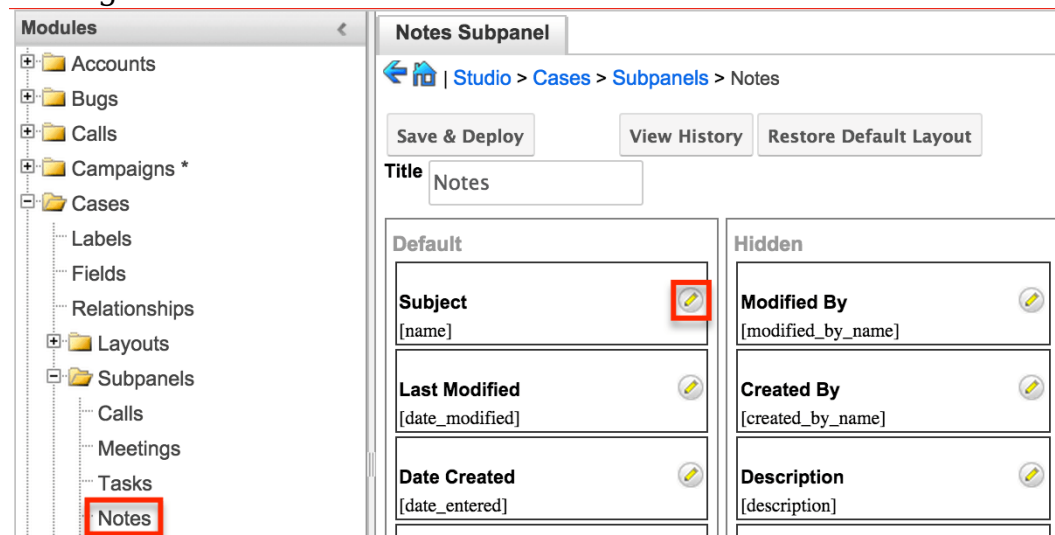 Modules
Accounts
Bugs
Calls
Campaigns *
Cases
Labels
Fields
Relationships
Layouts
Subpanels
Calls
Meetings
Tasks
Notes
Notes Subpanel
| Studio > Cases > Subpanels > Notes
Save & Deploy View History Restore Default Layout
Title Notes
Default
Subject
[name]
Last Modified
[date_modified]
Date Created
[date_entered]
Hidden
Modified By
[modified_by_name]
Created By
[created_by_name]
Description
[description]